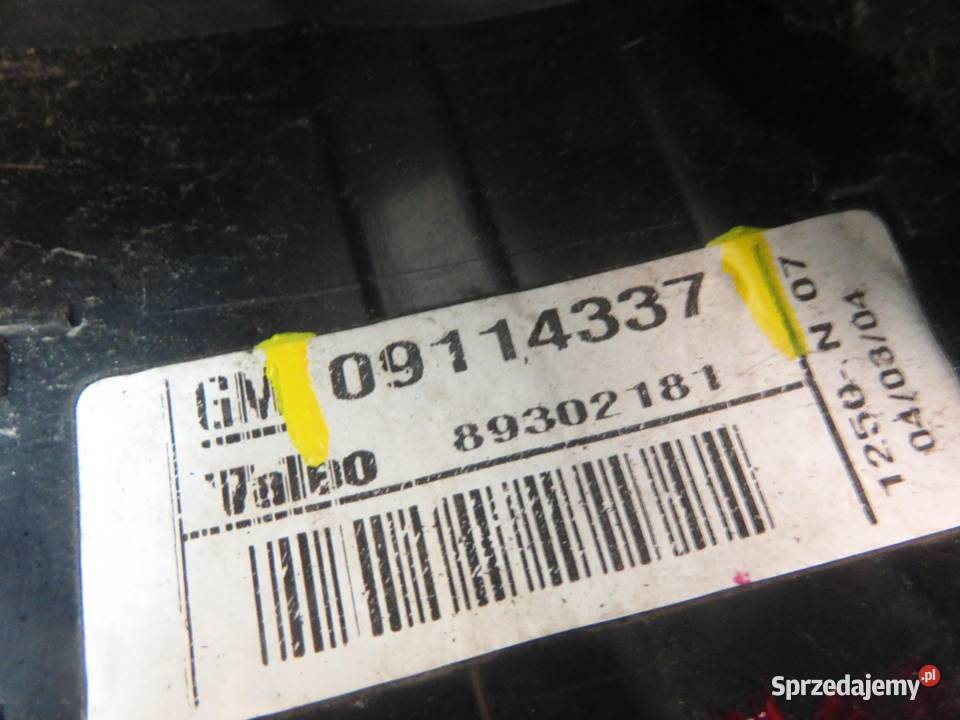 GM 09114337
Valeo 89302181
1250- N 07
04/03/04
Sprzedajemy.pl